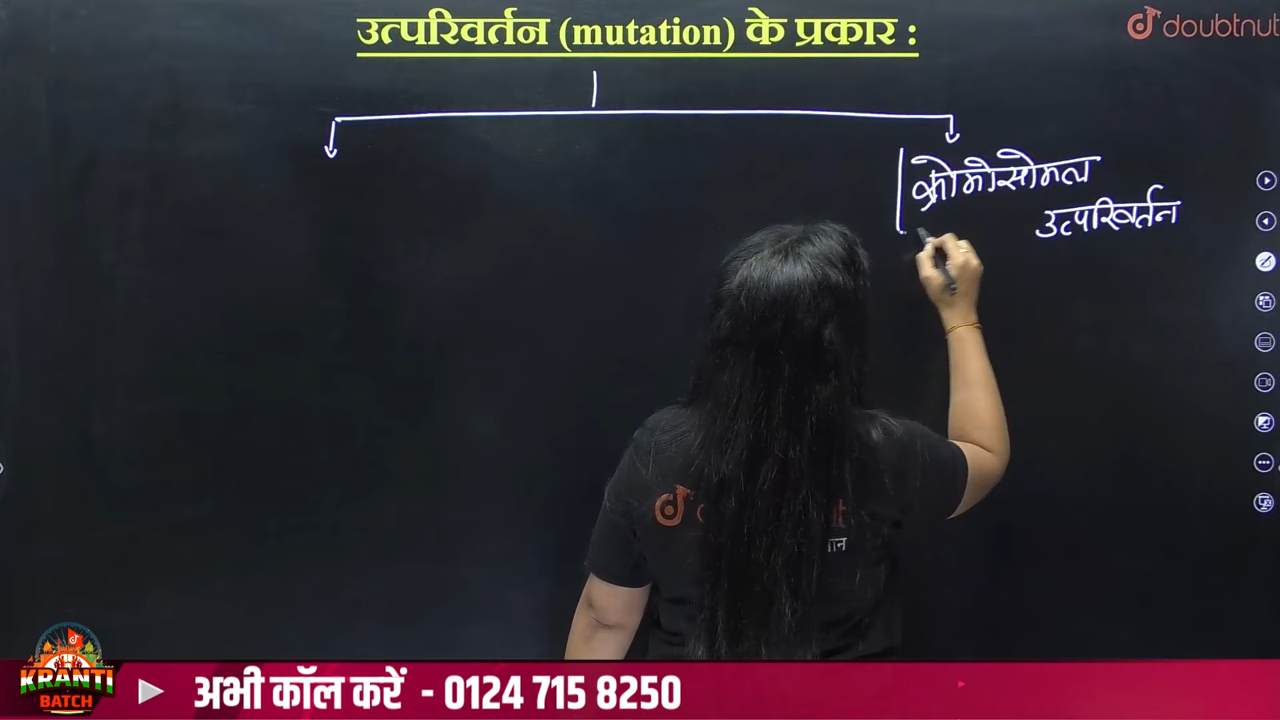 उत्परिवर्तन (mutation) के प्रकार :
doubtnut
क्रोमोसोमल
उत्परिवर्तन
KRANTI
BATCH
अभी कॉल करें - 0124 715 8250